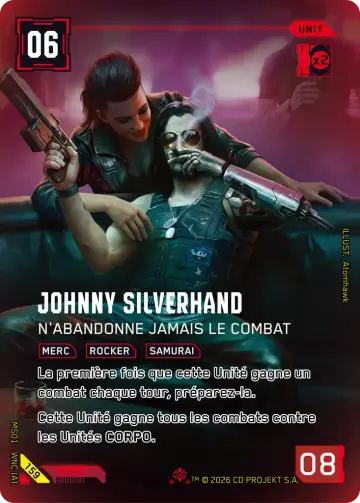 06
UNIT
x2
ILLUST: Atomhawk
JOHNNY SILVERHAND
N'ABANDONNE JAMAIS LE COMBAT
MERC
ROCKER
SAMURAI
La première fois que cette Unité gagne un
combat chaque tour, préparez-la.
Cette Unité gagne tous les combats contre
les Unités CORPO.
159
™ © 2026 CD PROJEKT S.A.
08